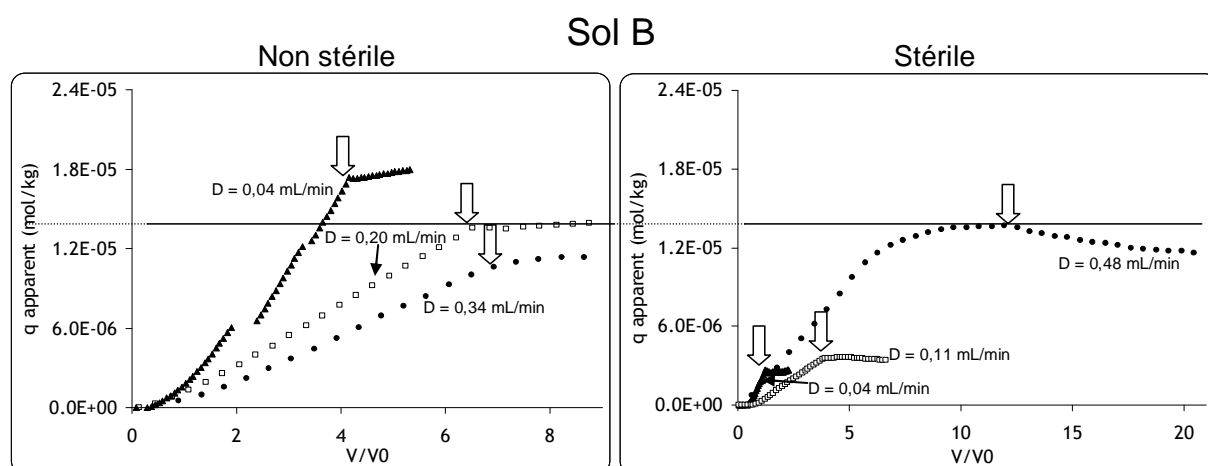 Sol B
Non stérile
Stérile
q apparent (mol/kg)
2.4E-05
1.8E-05
1.2E-05
6.0E-06
0.0E+00
D = 0,04 mL/min
D = 0,20 mL/min
D = 0,34 mL/min
0 2 4 6 8
V/V0
q apparent (mol/kg)
2.4E-05
1.8E-05
1.2E-05
6.0E-06
0.0E+00
D = 0,48 mL/min
D = 0,11 mL/min
D = 0,04 mL/min
0 5 10 15 20
V/V0